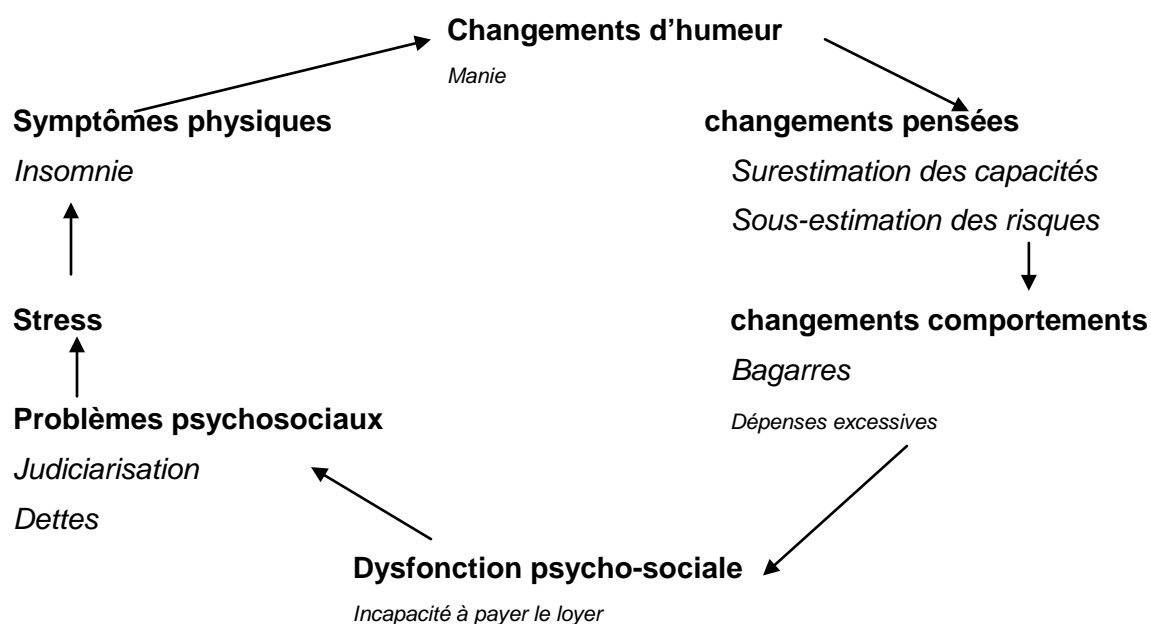 Changements d’humeur
Manie
Symptômes physiques
Insomnie
changements pensées
Surestimation des capacités
Sous-estimation des risques
Stress
changements comportements
Bagarres
Dépenses excessives
Problèmes psychosociaux
Judiciarisation
Dettes
Dysfonction psycho-sociale
Incapacité à payer le loyer